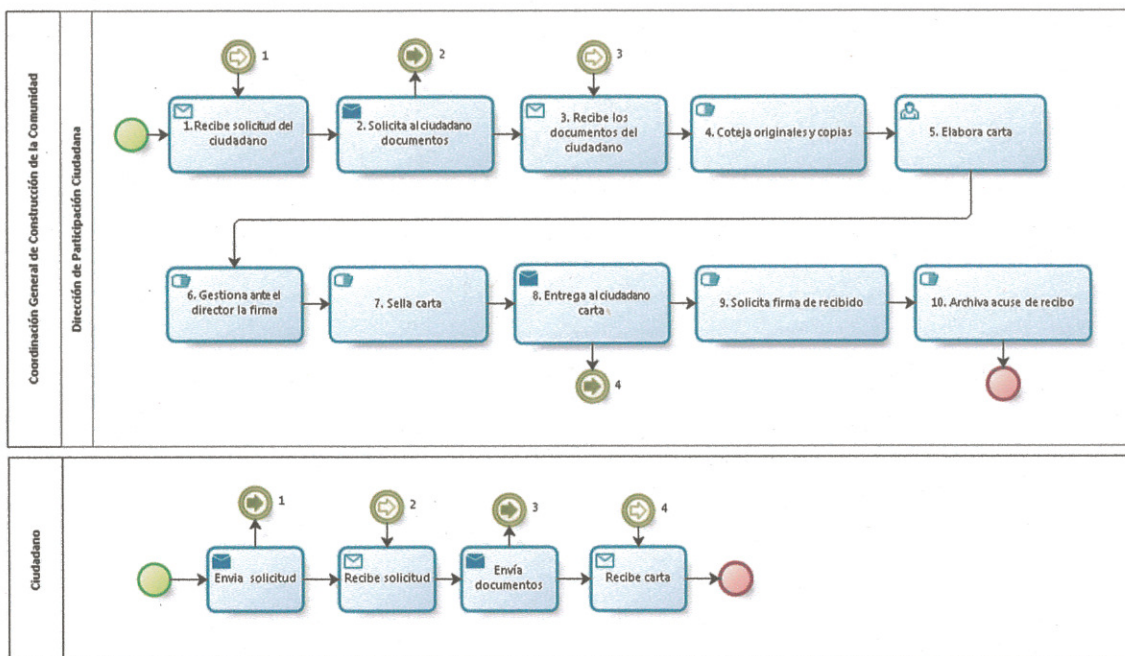 Coordinación General de Construcción de la Comunidad
Dirección de Participación Ciudadana
1
2
3
1. Recibe solicitud del
ciudadano
2. Solicita al ciudadano
documentos
3. Recibe los
documentos del
ciudadano
4. Coteja originales y copias
5. Elabora carta
6. Gestiona ante el
director la firma
7. Sella carta
8. Entrega al ciudadano
carta
9. Solicita firma de recibido
10. Archiva acuse de recibo
4
Ciudadano
1
2
3
4
Envia solicitud
Recibe solicitud
Envía
documentos
Recibe carta